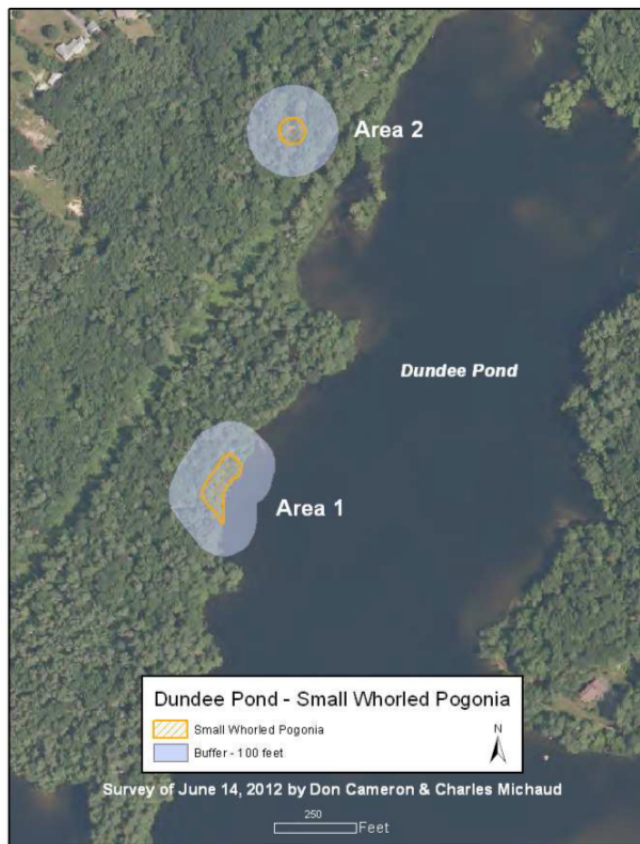 Area 2
Dundee Pond
Area 1
Dundee Pond - Small Whorled Pogonia
Small Whorled Pogonia
Buffer - 100 feet
N
Survey of June 14, 2012 by Don Cameron & Charles Michaud
250
Feet